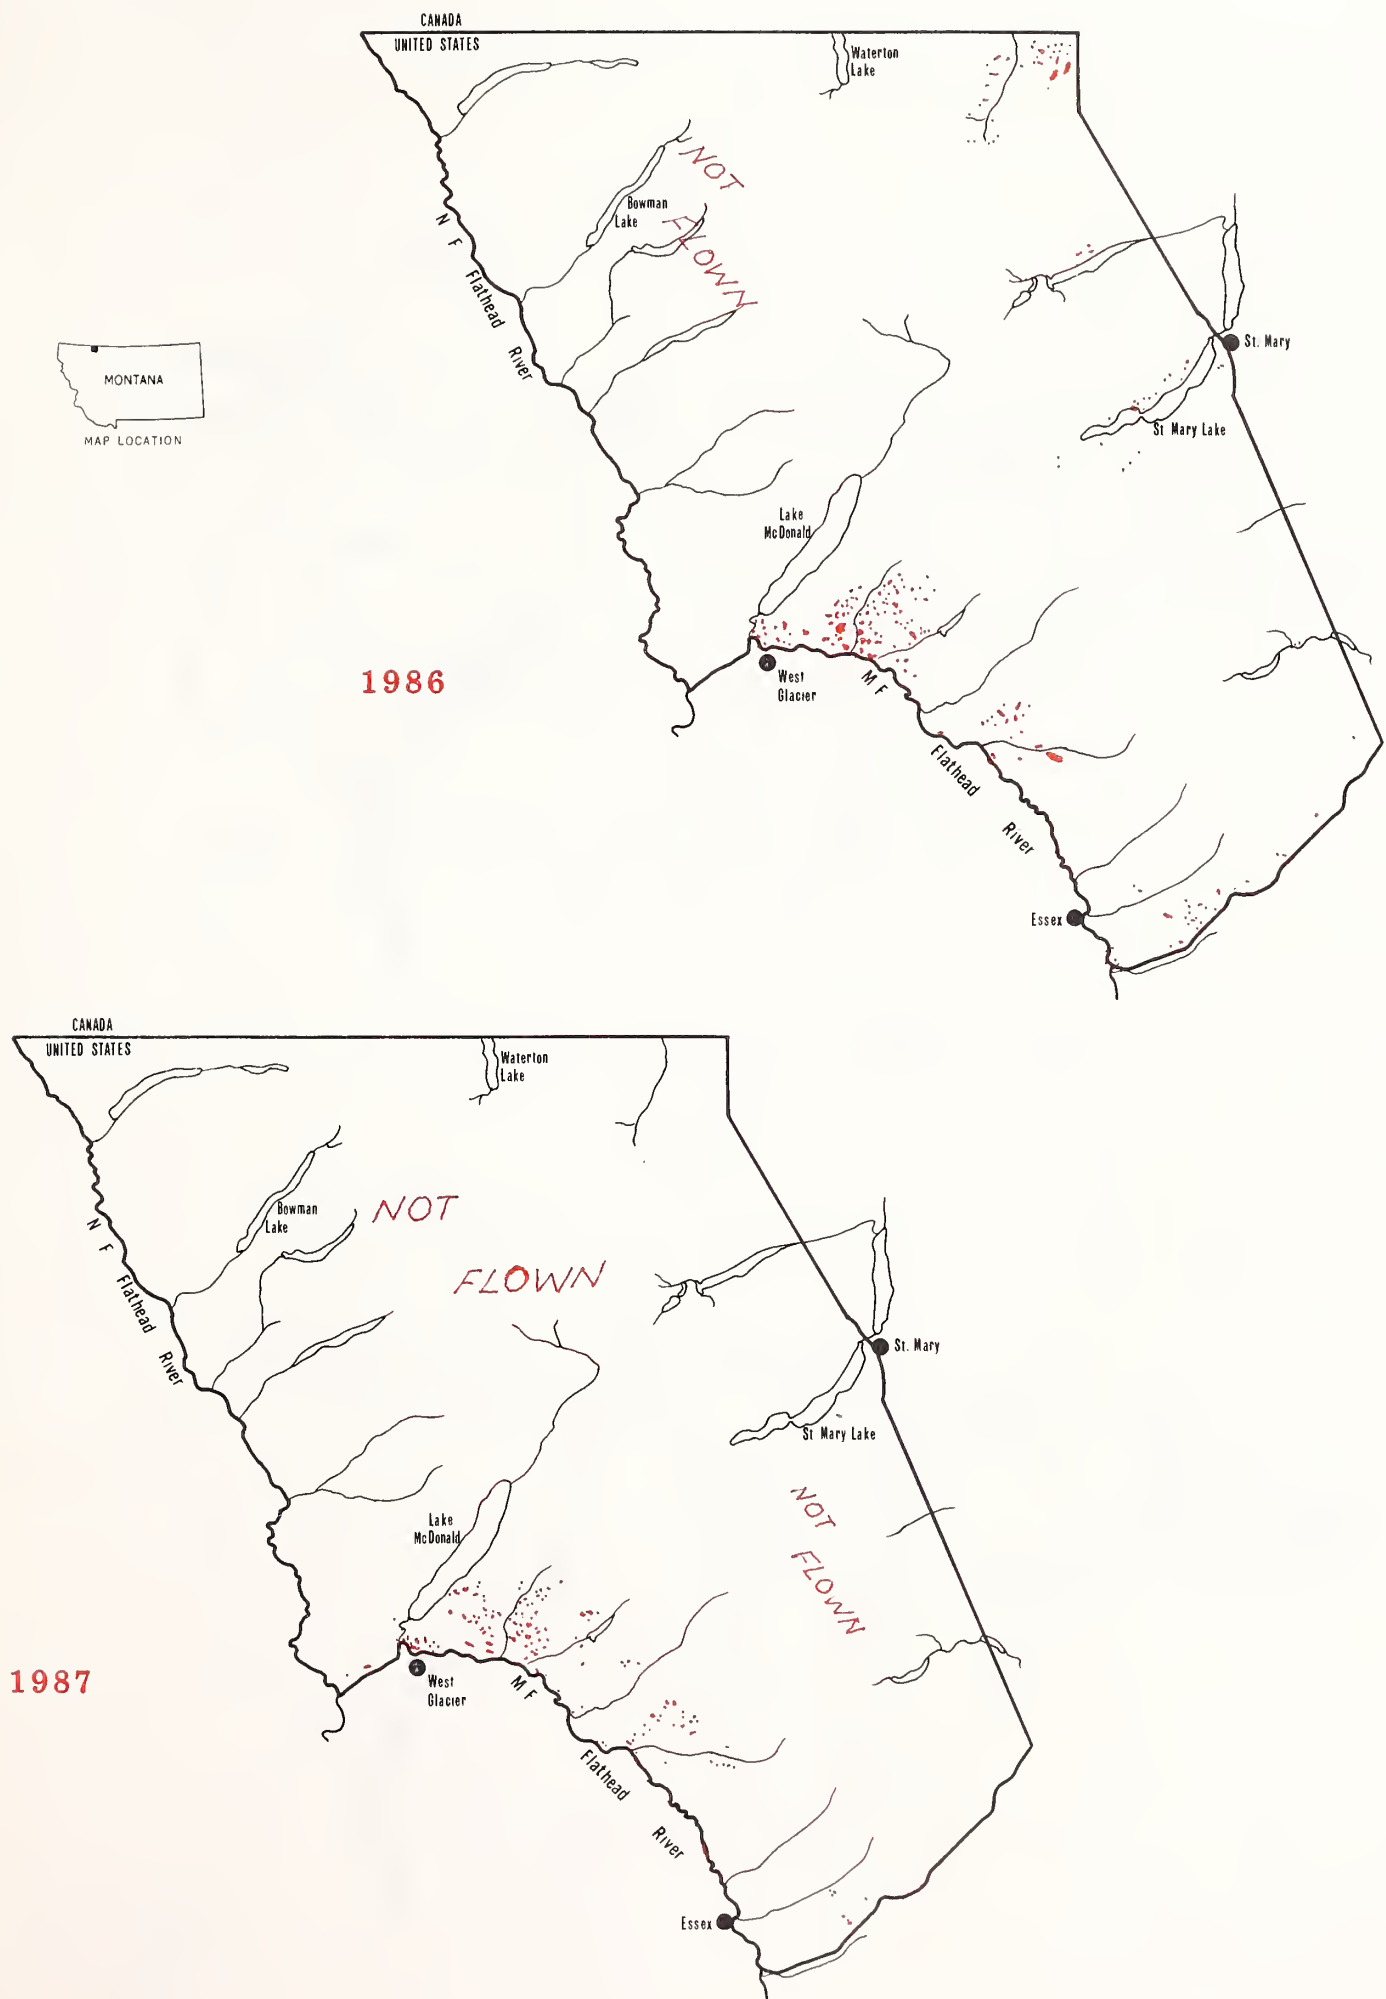 CANADA
UNITED STATES
Waterton
Lake
NOT
FLOWN
Bowman
Lake
N F
Flathead
River
St. Mary
St Mary Lake
MONTANA
MAP LOCATION
Lake
McDonald
1986
West
Glacier
M F
Flathead
River
Essex
CANADA
UNITED STATES
Waterton
Lake
Bowman
Lake
NOT
FLOWN
N F
Flathead
River
St. Mary
St Mary Lake
NOT
FLOWN
Lake
McDonald
1987
West
Glacier
M F
Flathead
River
Essex